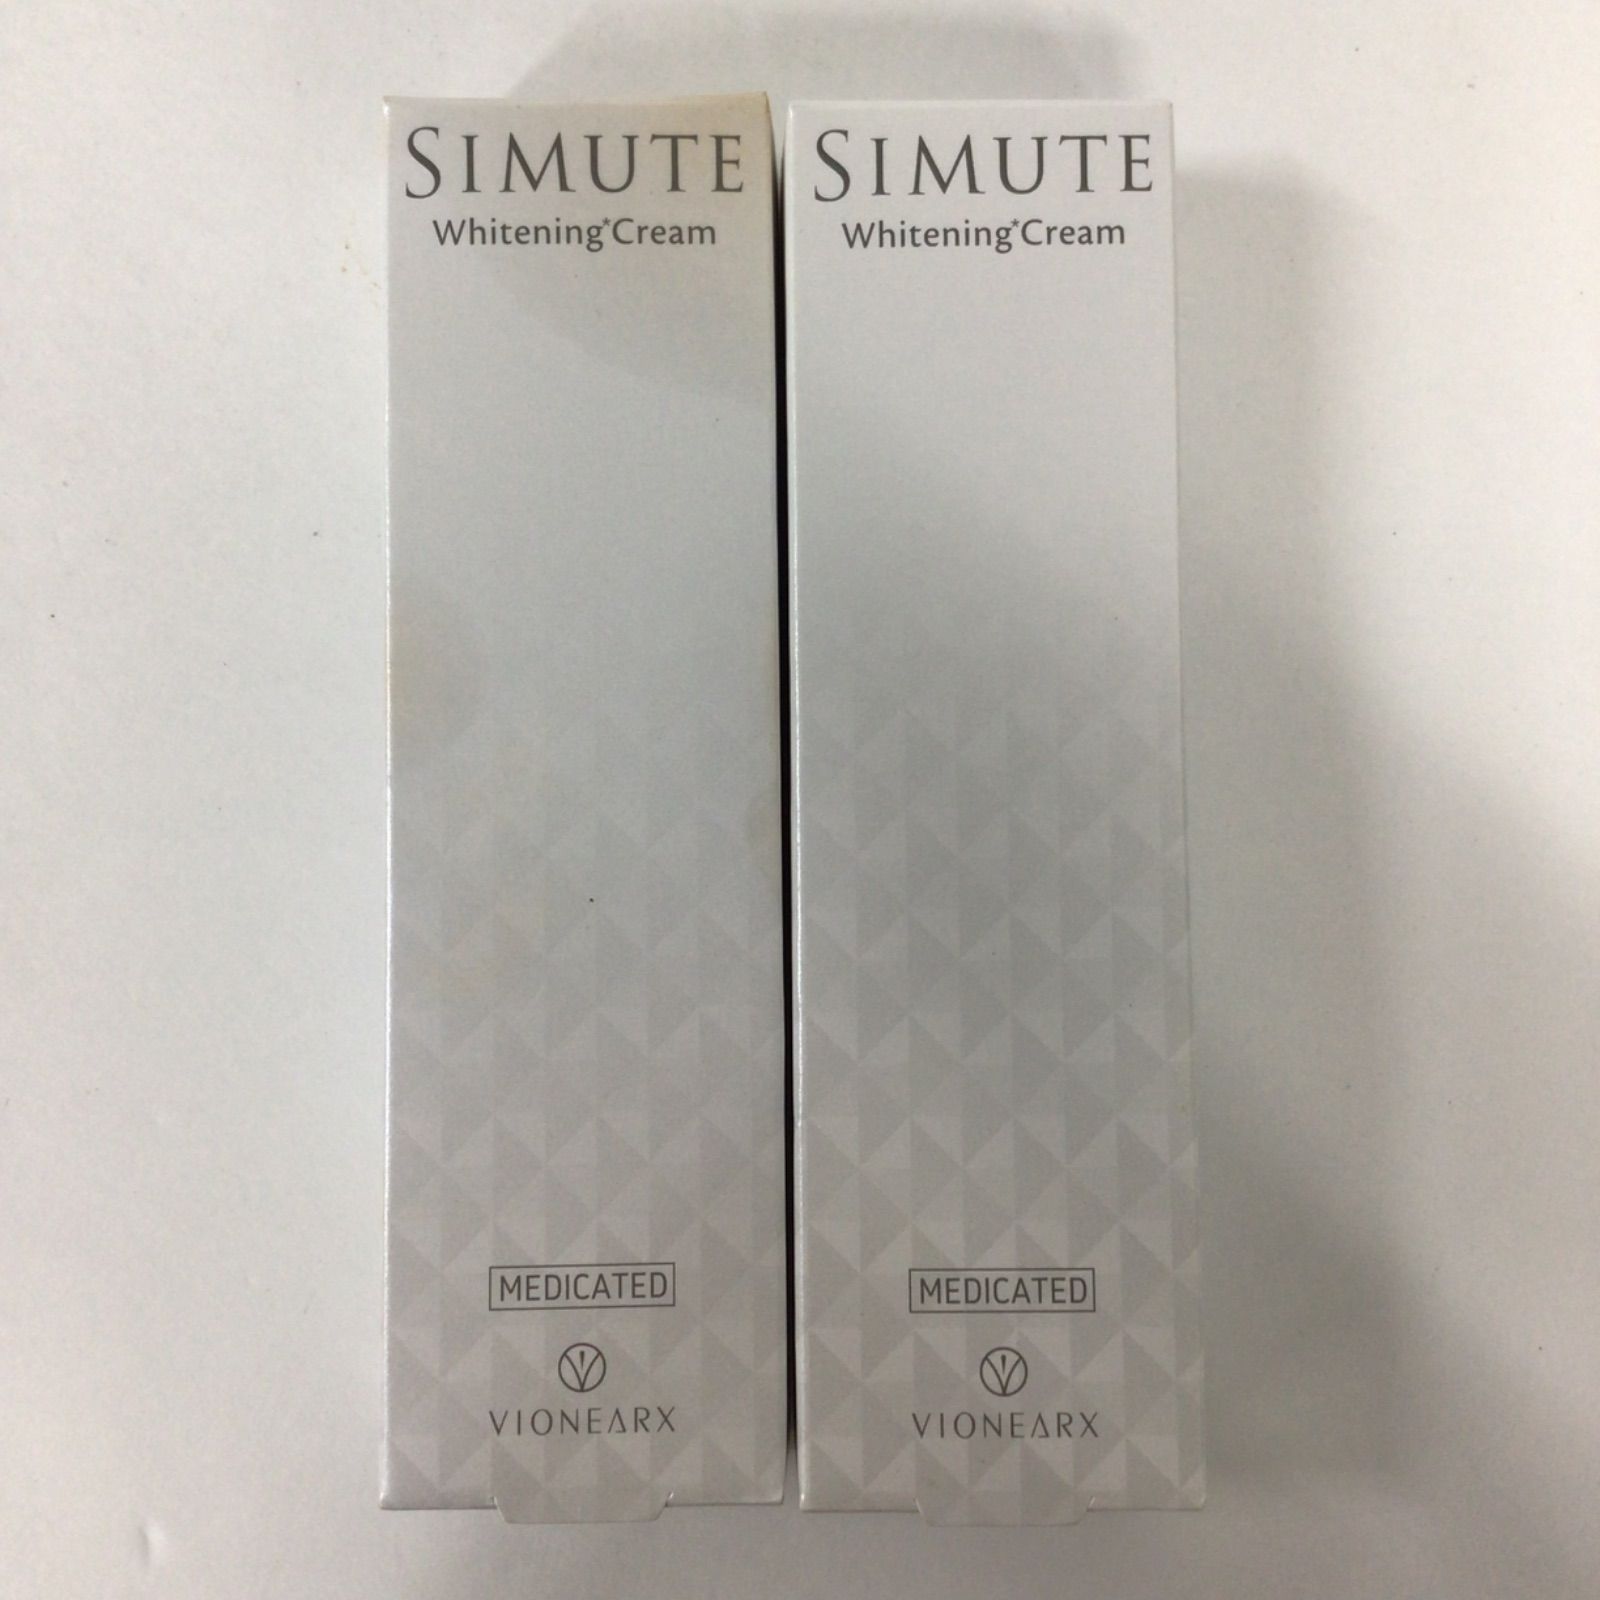 SIMUTE
Whitening*Cream
MEDICATED
VIONEARX
SIMUTE
Whitening*Cream
MEDICATED
VIONEARX